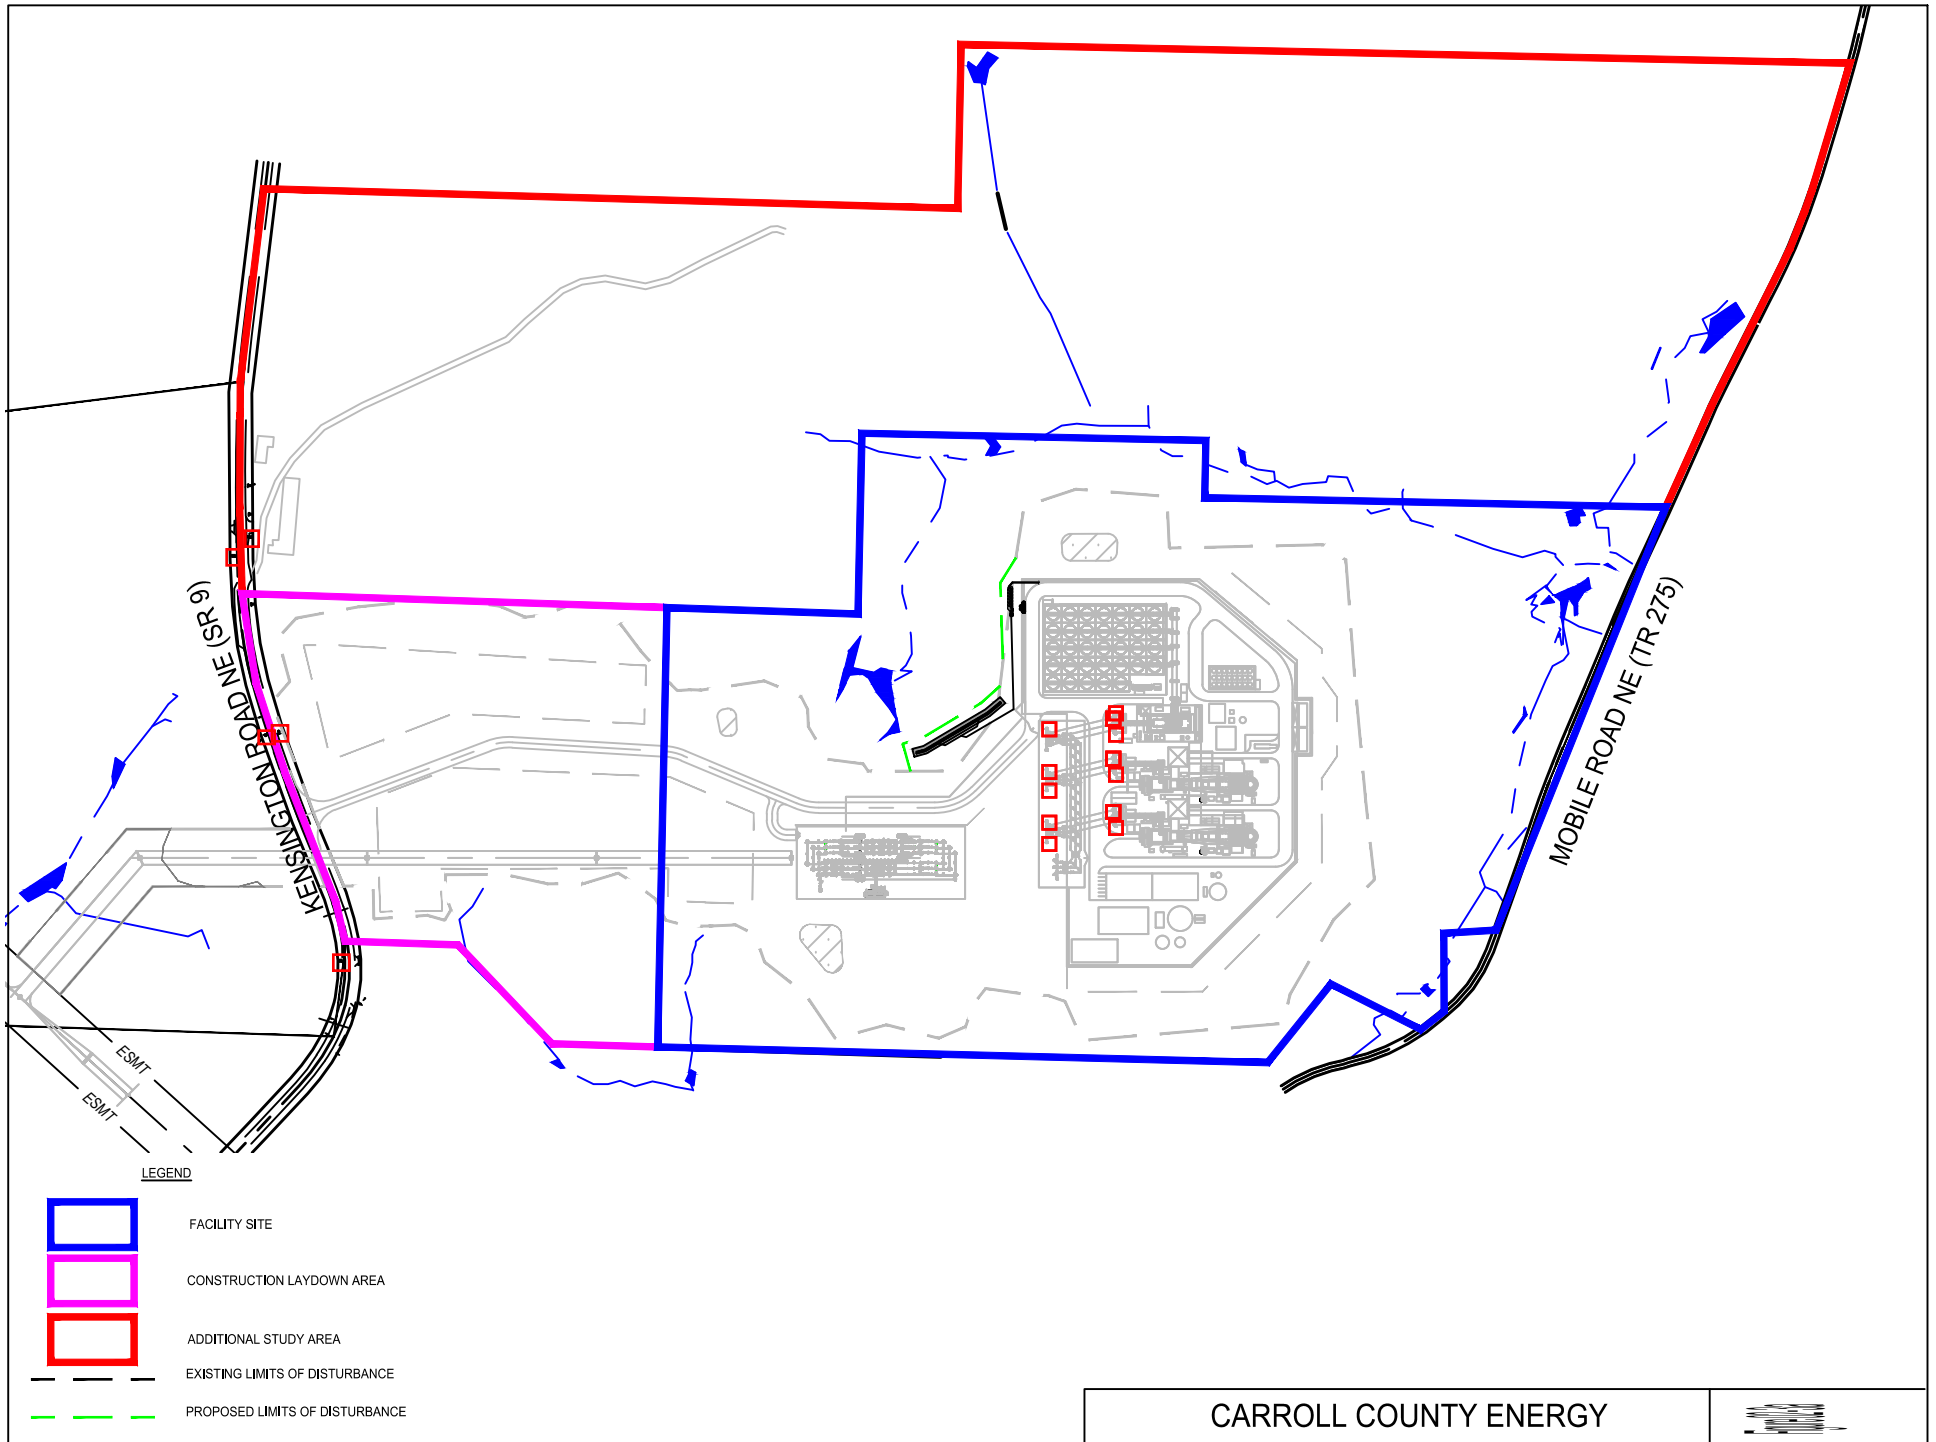 KENSINGTON ROAD NE (SR 9)
MOBILE ROAD NE (TR 275)
ESMT
ESMT
LEGEND
FACILITY SITE
CONSTRUCTION LAYDOWN AREA
ADDITIONAL STUDY AREA
EXISTING LIMITS OF DISTURBANCE
PROPOSED LIMITS OF DISTURBANCE
CARROLL COUNTY ENERGY